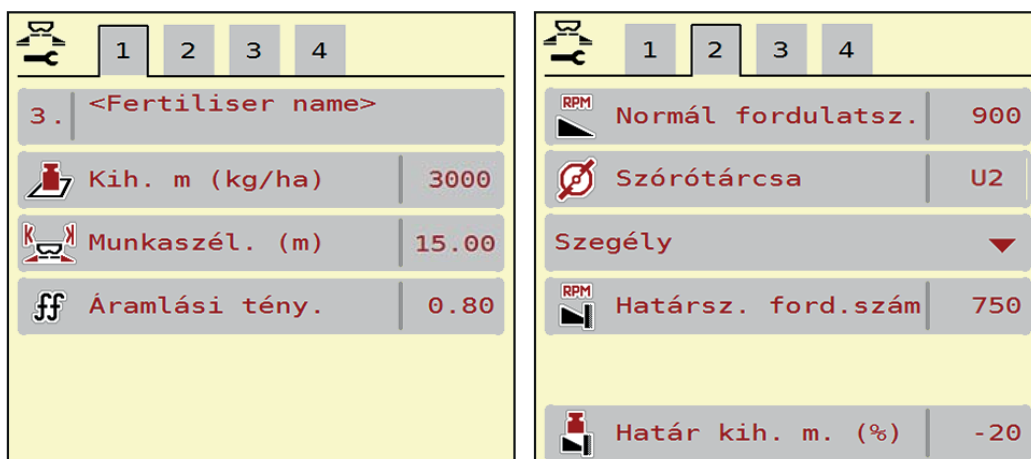 1 2 3 4
3. <Fertiliser name>
Kih. m (kg/ha) 3000
K K Munkaszél. (m) 15.00
ff Áramlási tény. 0.80
1 2 3 4
RPM Normál fordulatsz. 900
Szórótárcsa U2
Szegély
RPM Határsz. ford.szám 750
Határ kih. m. (%) -20